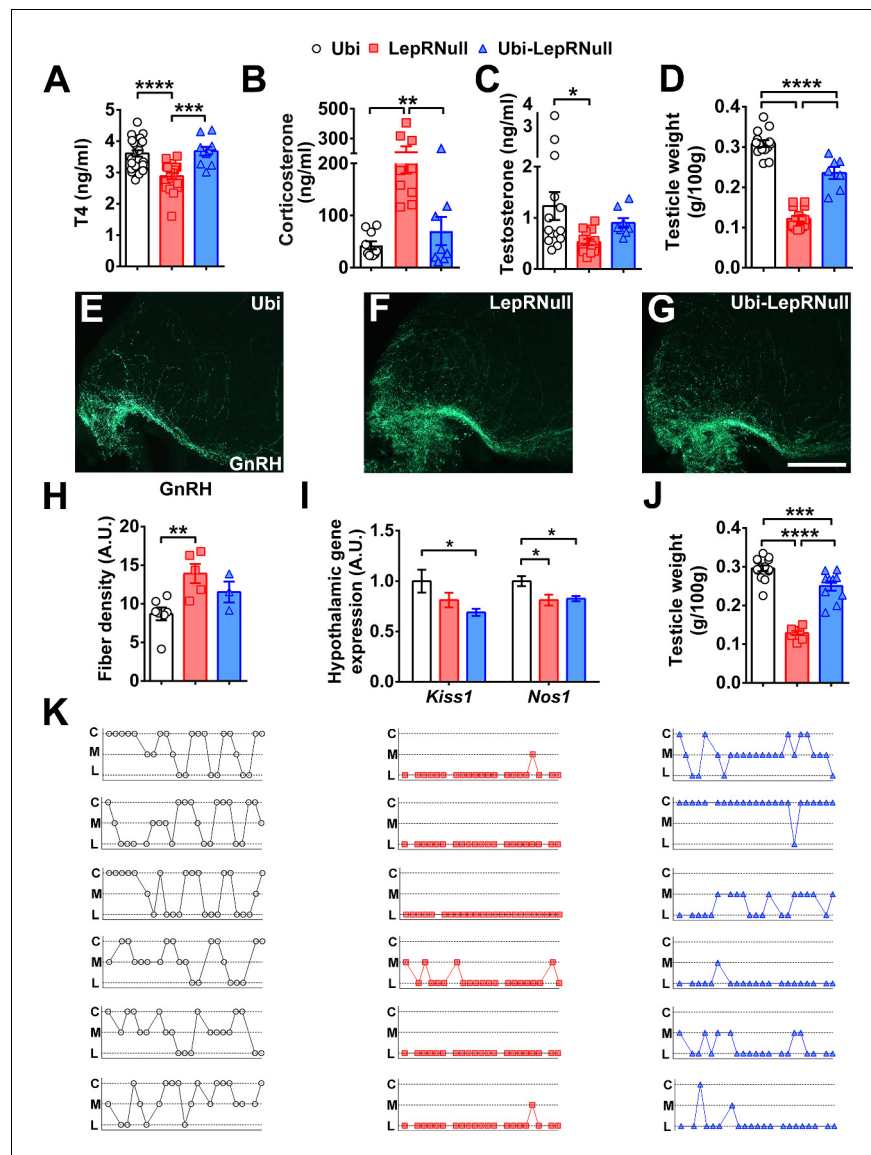 Ubi LepRNull Ubi-LepRNull
A
T4 (ng/ml)
5
4
3
2
1
0
****
***
B
Corticosterone
(ng/ml)
500
350
200
200
100
0
**
C
Testosterone (ng/ml)
4
3
2
2
1
0
*
D
Testicle weight
(g/100g)
0.4
0.3
0.2
0.1
0.0
****
E
Ubi
GnRH
F
LepRNull
G
Ubi-LepRNull
H
GnRH
Fiber density (A.U.)
20
15
10
5
0
**
I
Hypothalamic gene
expression (A.U.)
1.5
1.0
0.5
0.0
*
*
*
Kiss1
Nos1
J
Testicle weight
(g/100g)
0.4
0.3
0.2
0.1
0.0
***
****
K
C
M
L
C
M
L
C
M
L
C
M
L
C
M
L
C
M
L
C
M
L
C
M
L
C
M
L
C
M
L
C
M
L
C
M
L
C
M
L
C
M
L
C
M
L
C
M
L
C
M
L
C
M
L